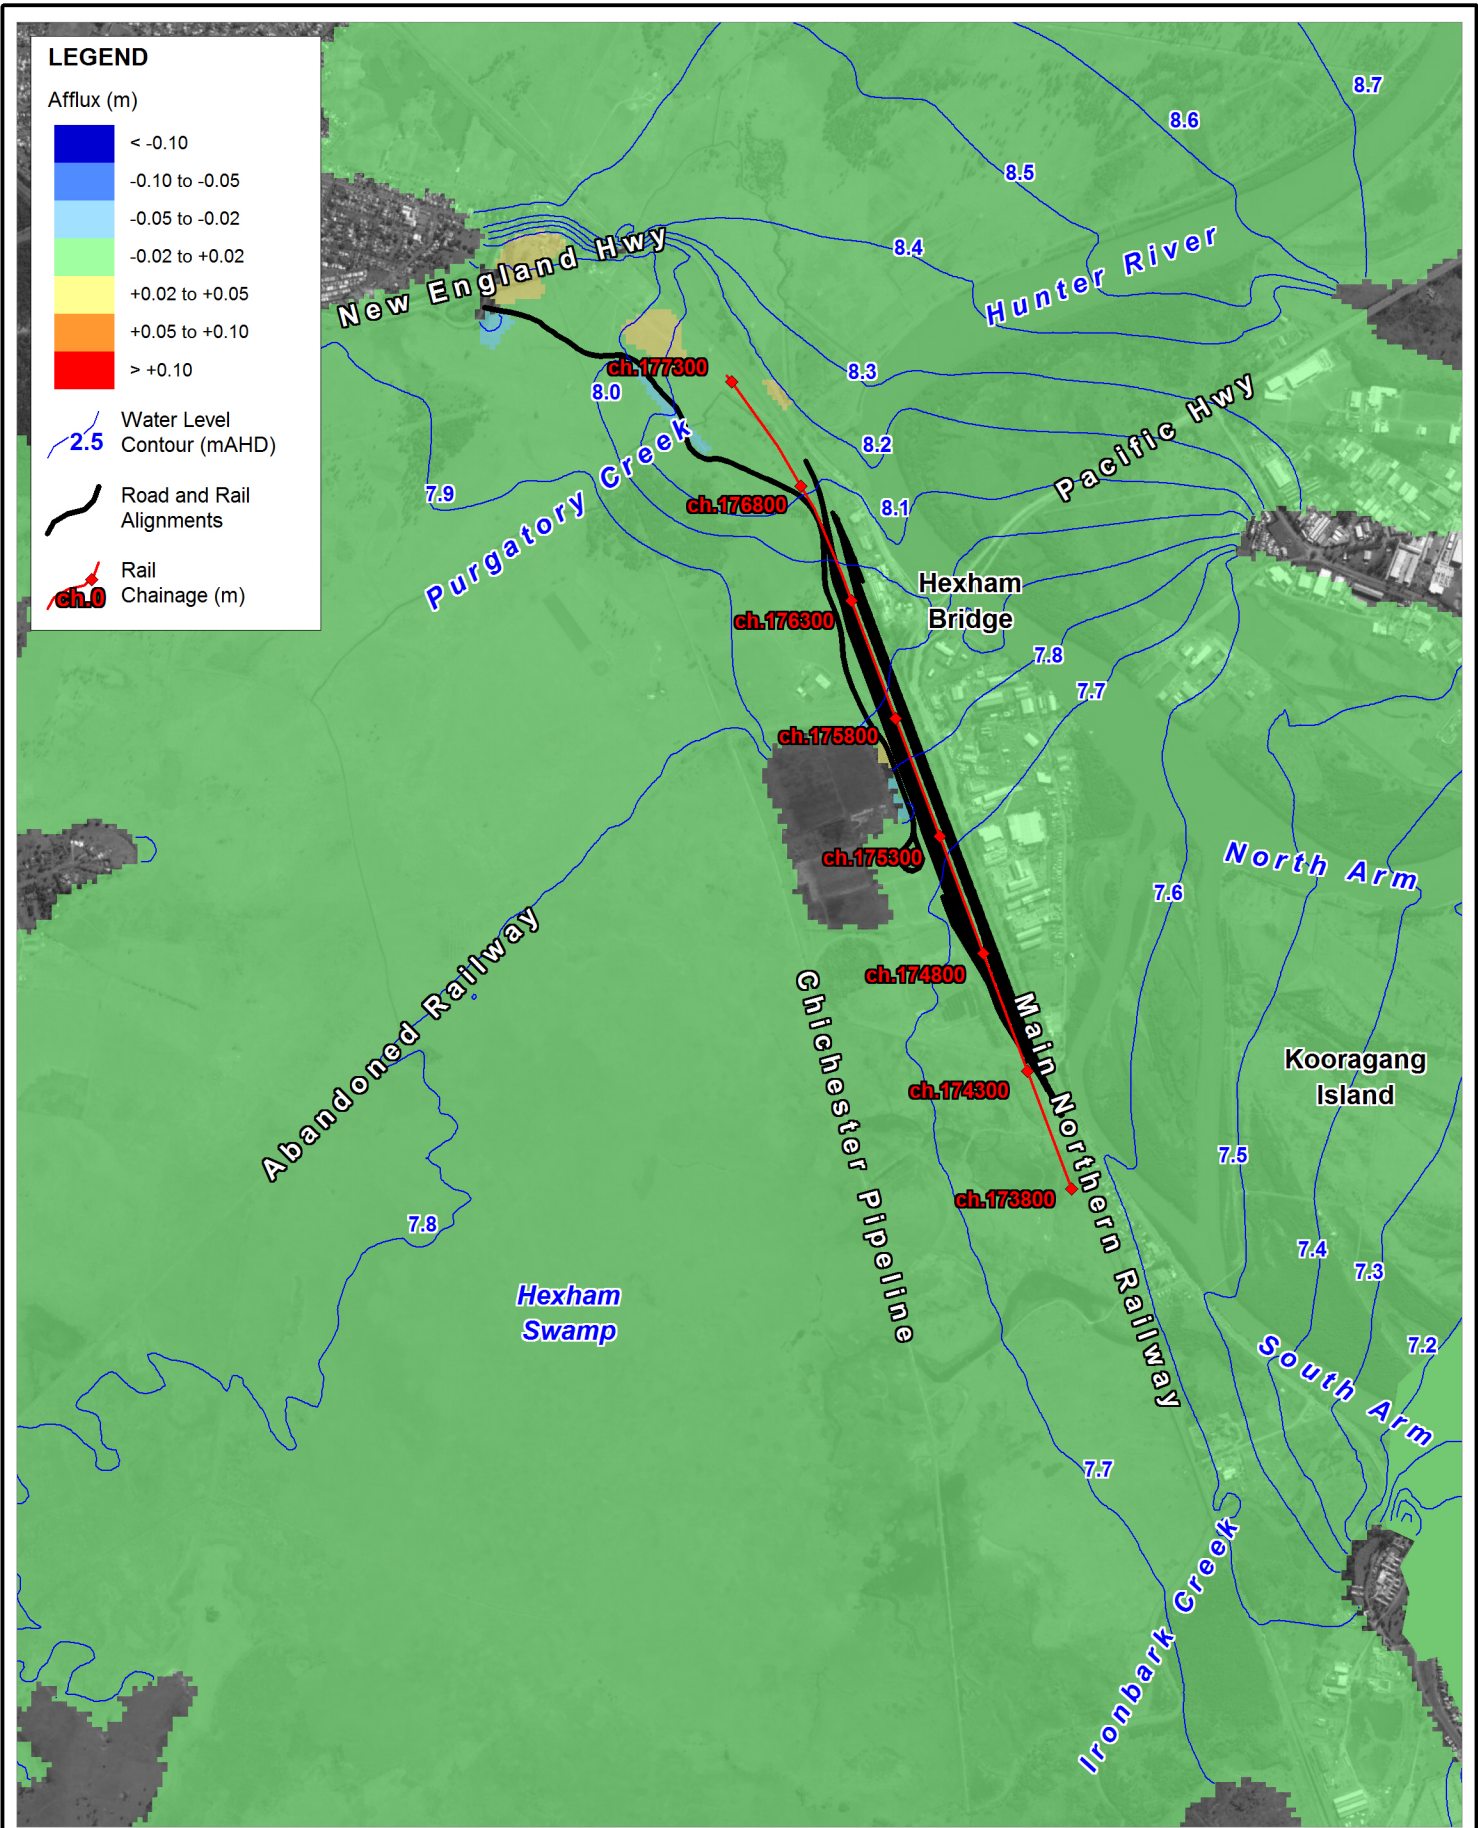 LEGEND
Afflux (m)
< -0.10
-0.10 to -0.05
-0.05 to -0.02
-0.02 to +0.02
+0.02 to +0.05
+0.05 to +0.10
> +0.10
2.5
Water Level
Contour (mAHD)
Road and Rail
Alignments
ch.0
Rail
Chainage (m)
8.7
8.6
8.5
8.4
Hunter River
New England Hwy
8.3
ch.177300
8.0
Pacific Hwy
8.2
7.9
Purgatory Creek
ch.176800
8.1
Hexham
Bridge
ch.176300
7.8
7.7
ch.175800
ch.175300
North Arm
7.6
Abandoned Railway
ch.174800
Chichester Pipeline
Main Northern Railway
Kooragang
Island
ch.174300
7.5
ch.173800
7.8
7.4
7.3
Hexham
Swamp
7.2
South Arm
7.7
Ironbark Creek